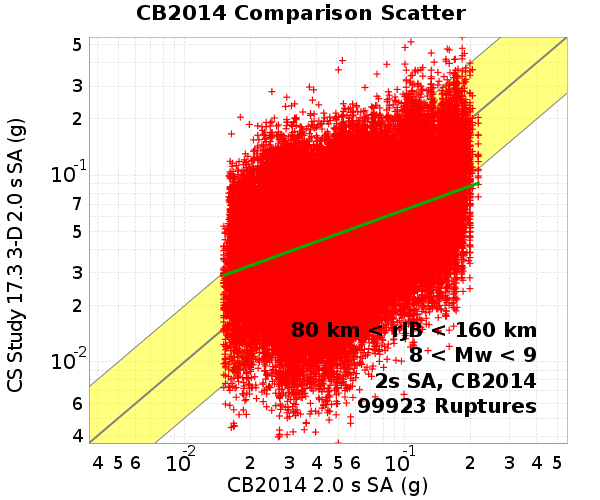 CB2014 Comparison Scatter
CS Study 17.3 3-D 2.0 s SA (g)
5
3
2
10-1
7
5
3
2
10-2
6
4
80 km < rJB < 160 km
8 < Mw < 9
2s SA, CB2014
99923 Ruptures
4 5 6 10-2 2 3 4 5 6 10-1 2 3 4 5
CB2014 2.0 s SA (g)